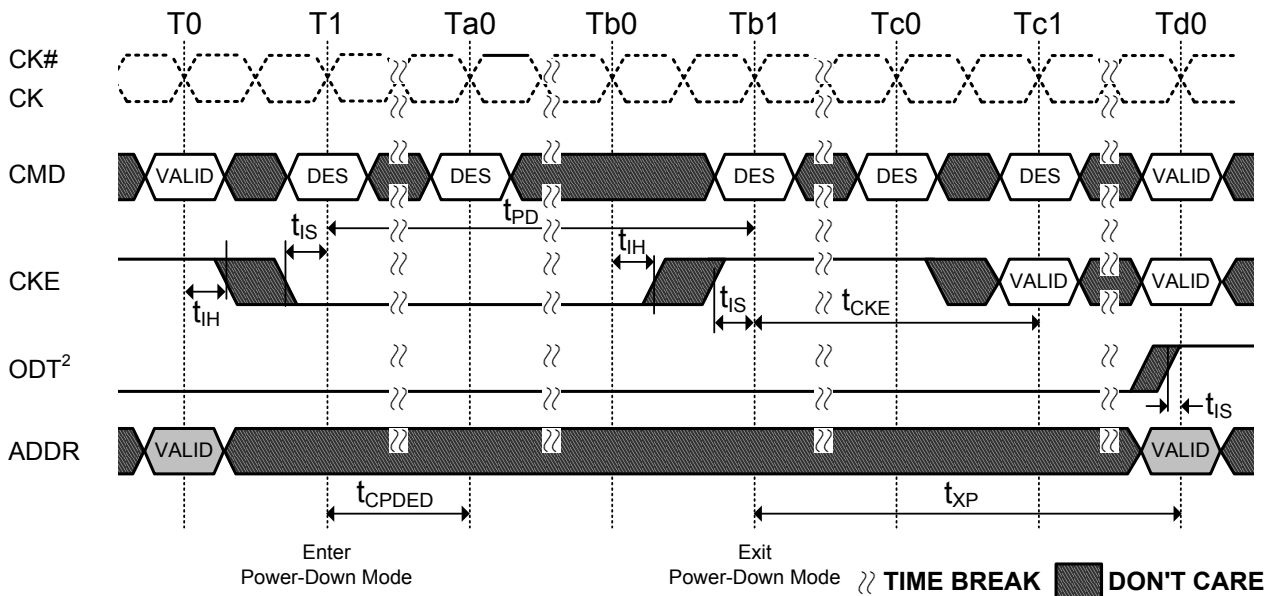 T0 T1 Ta0 Tb0 Tb1 Tc0 Tc1 Td0
CK#
CK
CMD VALID DES DES DES DES DES VALID
tIS tPD tIH
CKE VALID VALID
tIH tIS tCKE
ODT2
tIS
ADDR VALID VALID
tCPDED tXP
Enter Exit
Power-Down Mode Power-Down Mode TIME BREAK DON'T CARE